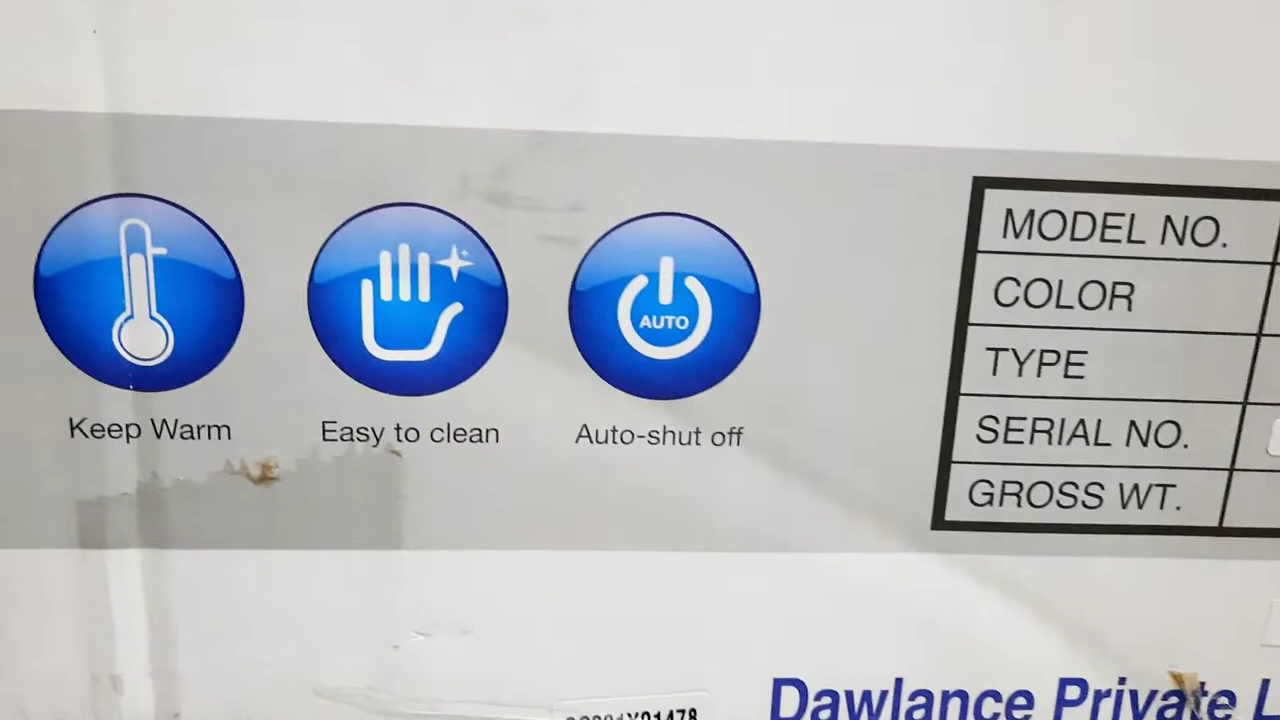 AUTO
Keep Warm
Easy to clean
Auto-shut off
MODEL NO.
COLOR
TYPE
SERIAL NO.
GROSS WT.
Dawlance Private L